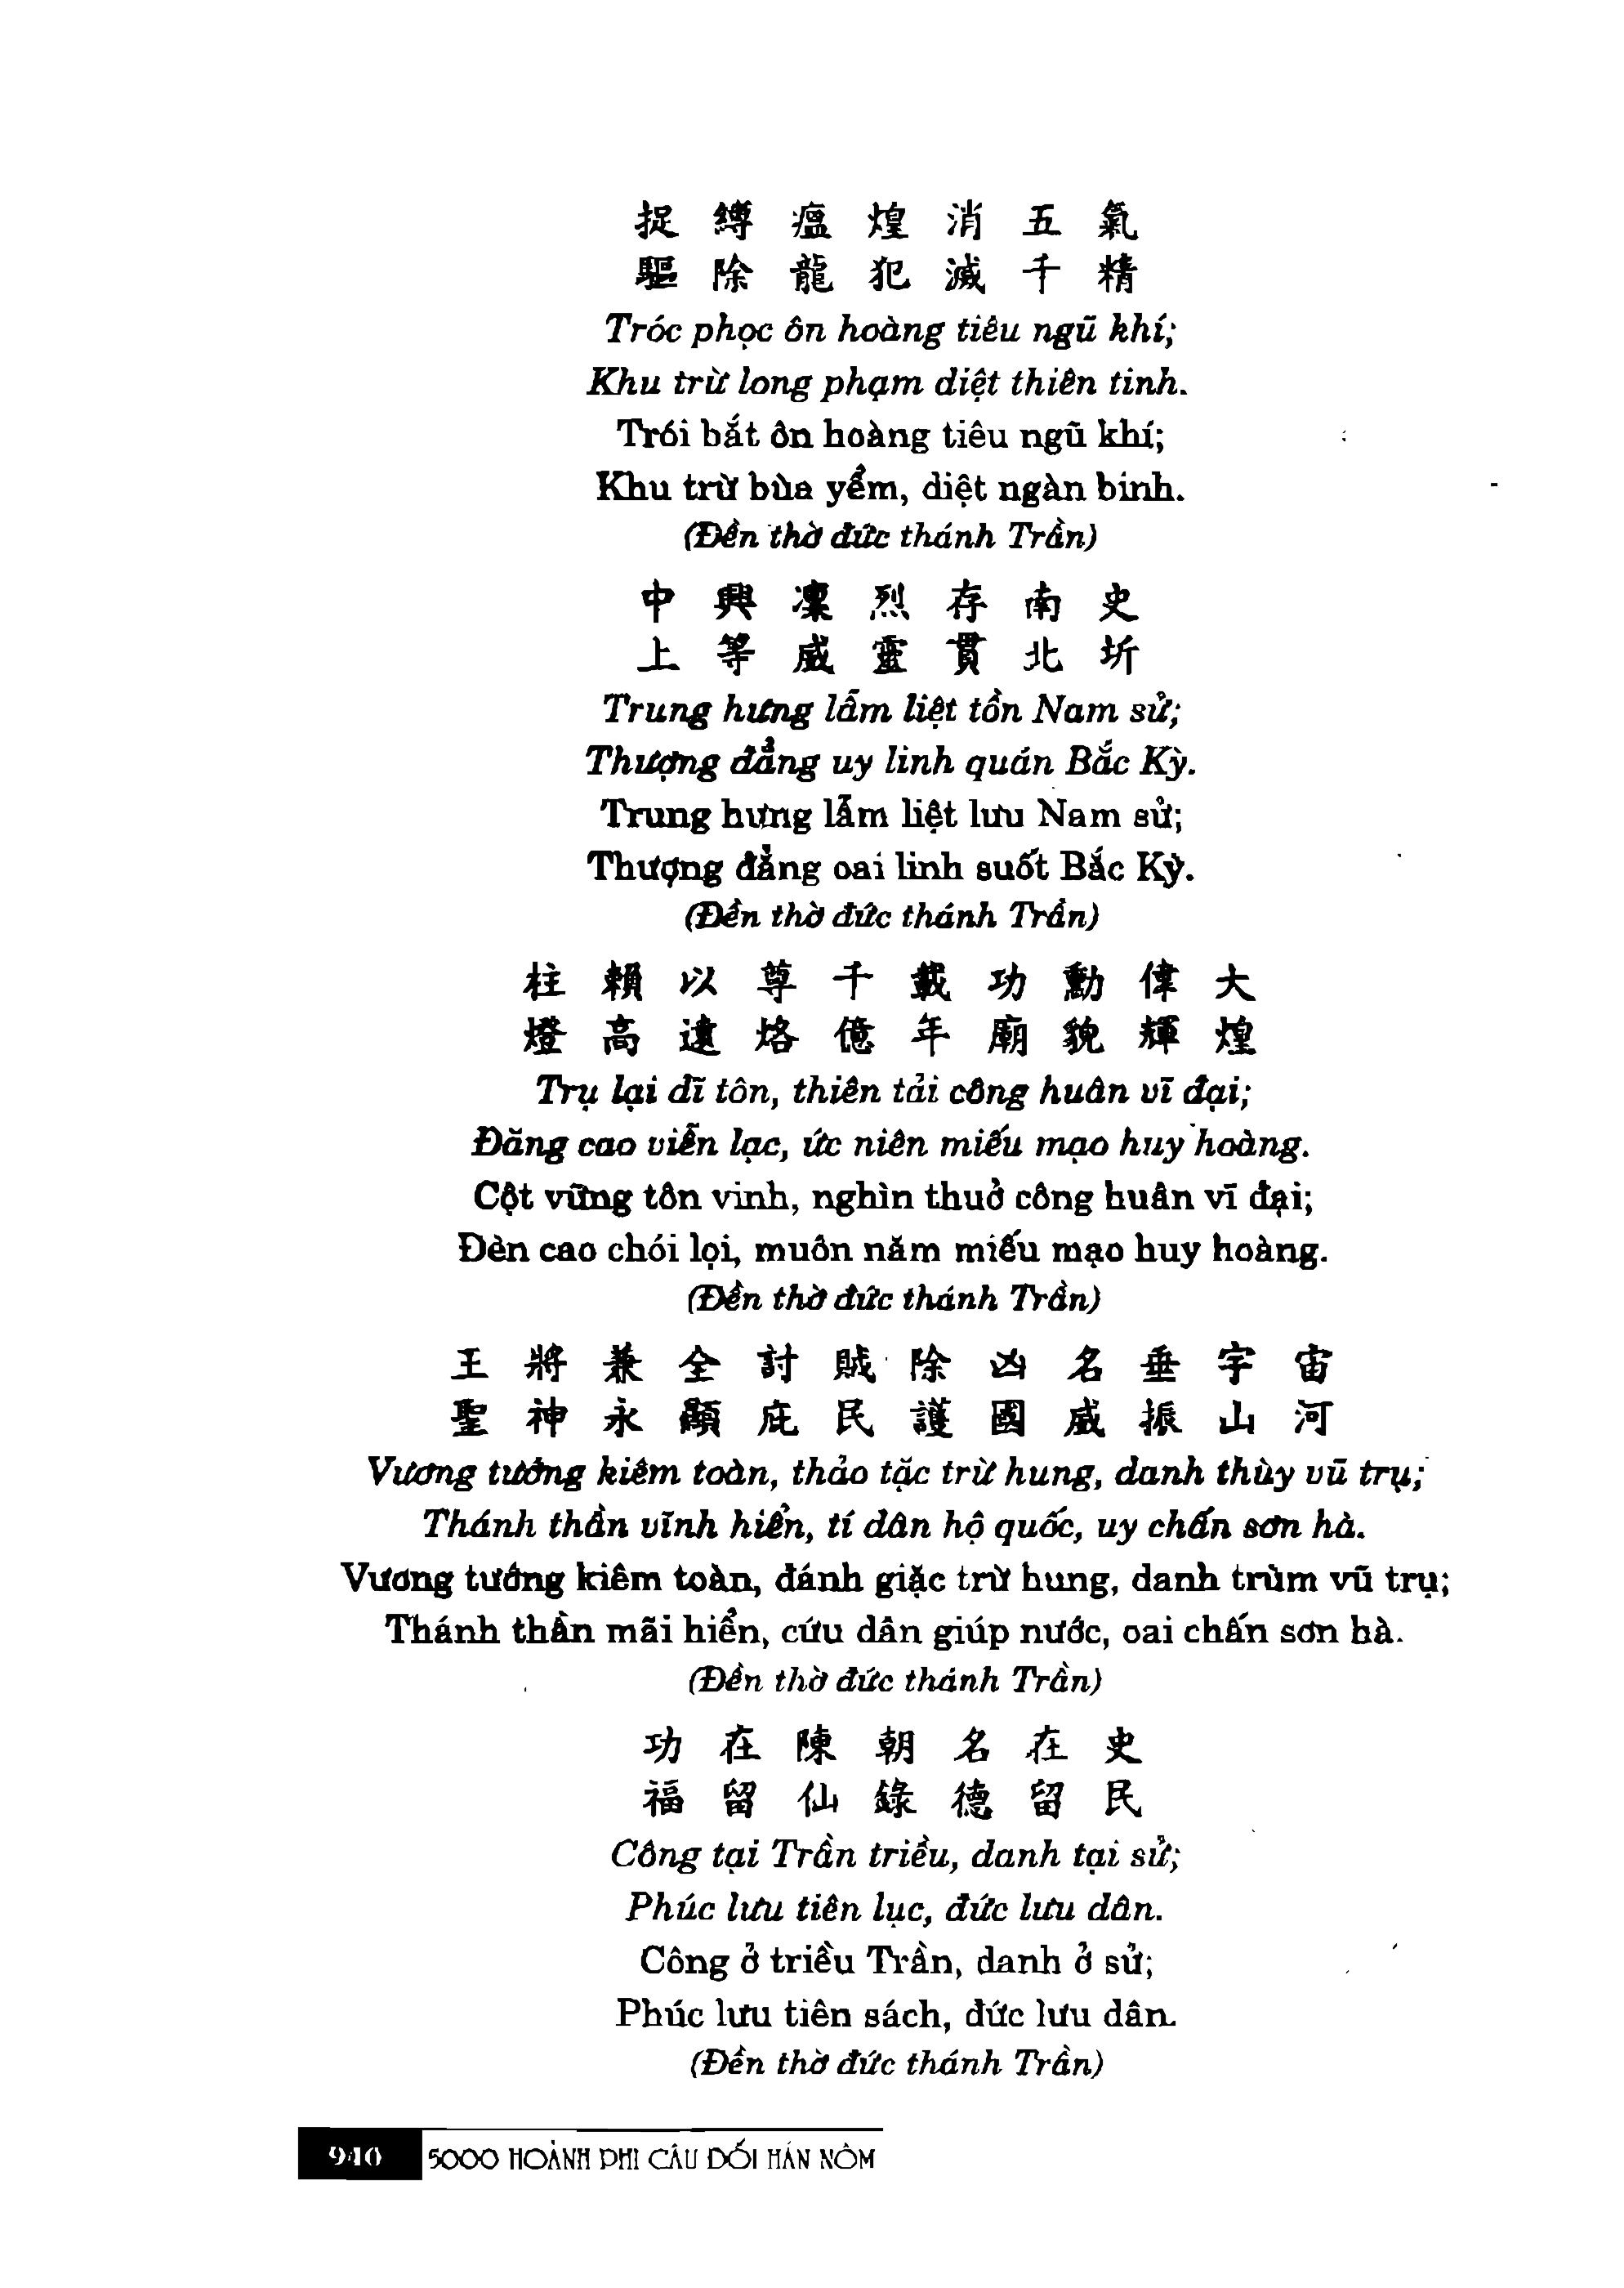 捉縛瘟煌消五氣
驅除龍犯滅千精
Tróc phọc ôn hoàng tiêu ngũ khí;
Khu trừ long phạm diệt thiên tinh.
Trói bắt ôn hoàng tiêu ngũ khí;
Khu trừ bùa yểm, diệt ngàn binh.
(Đền thờ đức thánh Trần)
中興凜烈存南史
上等威靈貫北圻
Trung hưng lẫm liệt tồn Nam sử;
Thượng đẳng uy linh quán Bắc Kỳ.
Trung hưng lẫm liệt lưu Nam sử;
Thượng đẳng oai linh suốt Bắc Kỳ.
(Đền thờ đức thánh Trần)
柱賴以尊千載功勳偉大
燈高遠烙億年廟貌輝煌
Trụ lại dĩ tôn, thiên tải công huân vĩ đại;
Đăng cao viễn lạc, ức niên miếu mạo huy hoàng.
Cột vững tôn vinh, nghìn thuở công huân vĩ đại;
Đèn cao chói lọi, muôn năm miếu mạo huy hoàng.
(Đền thờ đức thánh Trần)
王將兼全討賊除凶名垂宇宙
聖神永顯庇民護國威振山河
Vương tướng kiêm toàn, thảo tặc trừ hung, danh thùy vũ trụ;
Thánh thần vĩnh hiển, tí dân hộ quốc, uy chấn sơn hà.
Vương tướng kiêm toàn, đánh giặc trừ hung, danh trùm vũ trụ;
Thánh thần mãi hiển, cứu dân giúp nước, oai chấn sơn hà.
(Đền thờ đức thánh Trần)
功在陳朝名在史
福留仙錄德留民
Công tại Trần triều, danh tại sử;
Phúc lưu tiên lục, đức lưu dân.
Công ở triều Trần, danh ở sử;
Phúc lưu tiên sách, đức lưu dân.
(Đền thờ đức thánh Trần)
940 5000 HOÀNH PHI CÂU ĐỐI HÁN NÔM